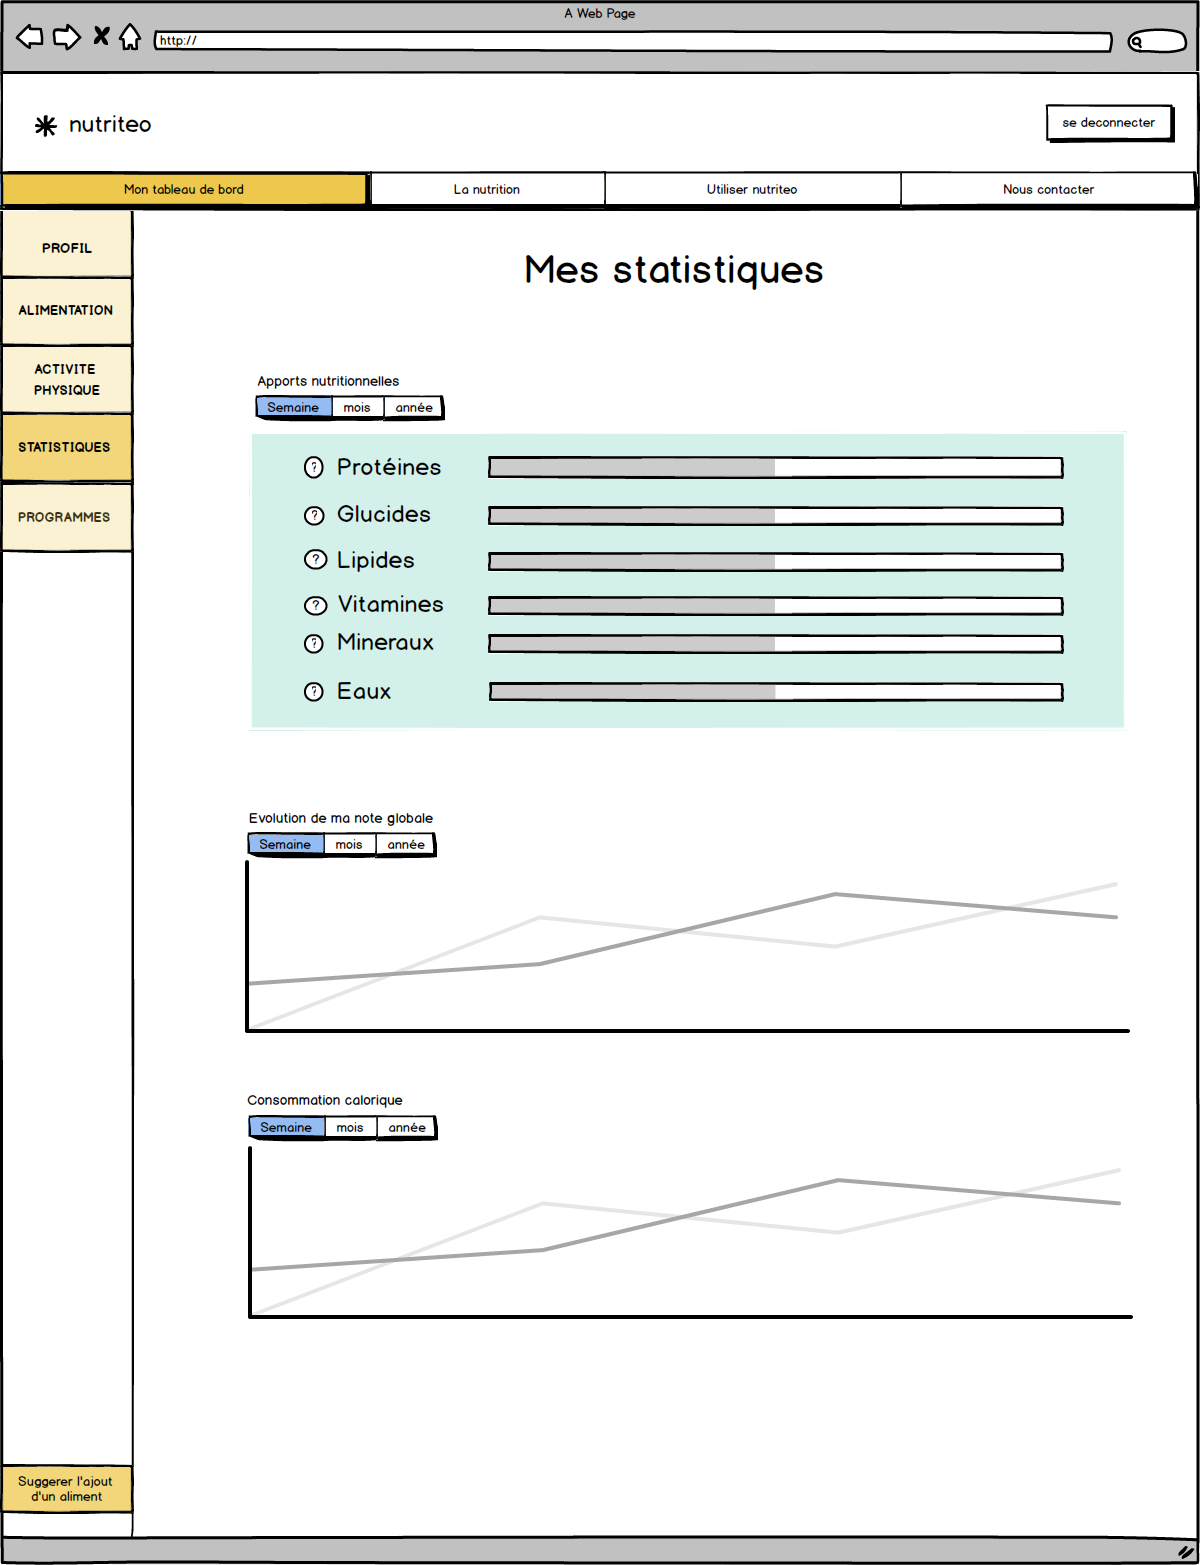 A Web Page
http://
nutriteo
se deconnecter
Mon tableau de bord
La nutrition
Utiliser nutriteo
Nous contacter
PROFIL
ALIMENTATION
ACTIVITE
PHYSIQUE
STATISTIQUES
PROGRAMMES
Mes statistiques
Apports nutritionnelles
Semaine mois année
? Protéines
? Glucides
? Lipides
? Vitamines
? Mineraux
? Eaux
Evolution de ma note globale
Semaine mois année
Consommation calorique
Semaine mois année
Suggerer l'ajout
d'un aliment